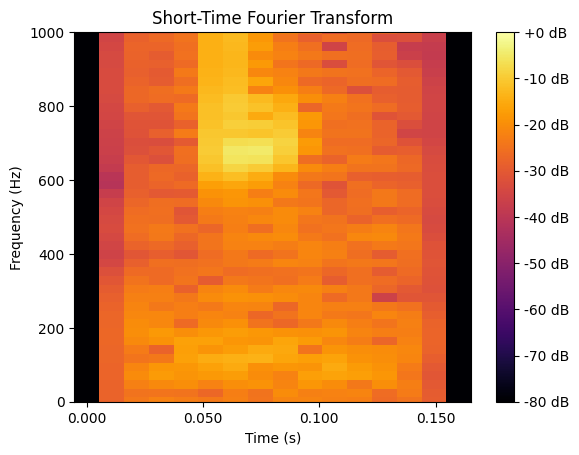 Short-Time Fourier Transform
1000
800
600
400
200
0
Frequency (Hz)
0.000
0.050
0.100
0.150
Time (s)
+0 dB
-10 dB
-20 dB
-30 dB
-40 dB
-50 dB
-60 dB
-70 dB
-80 dB